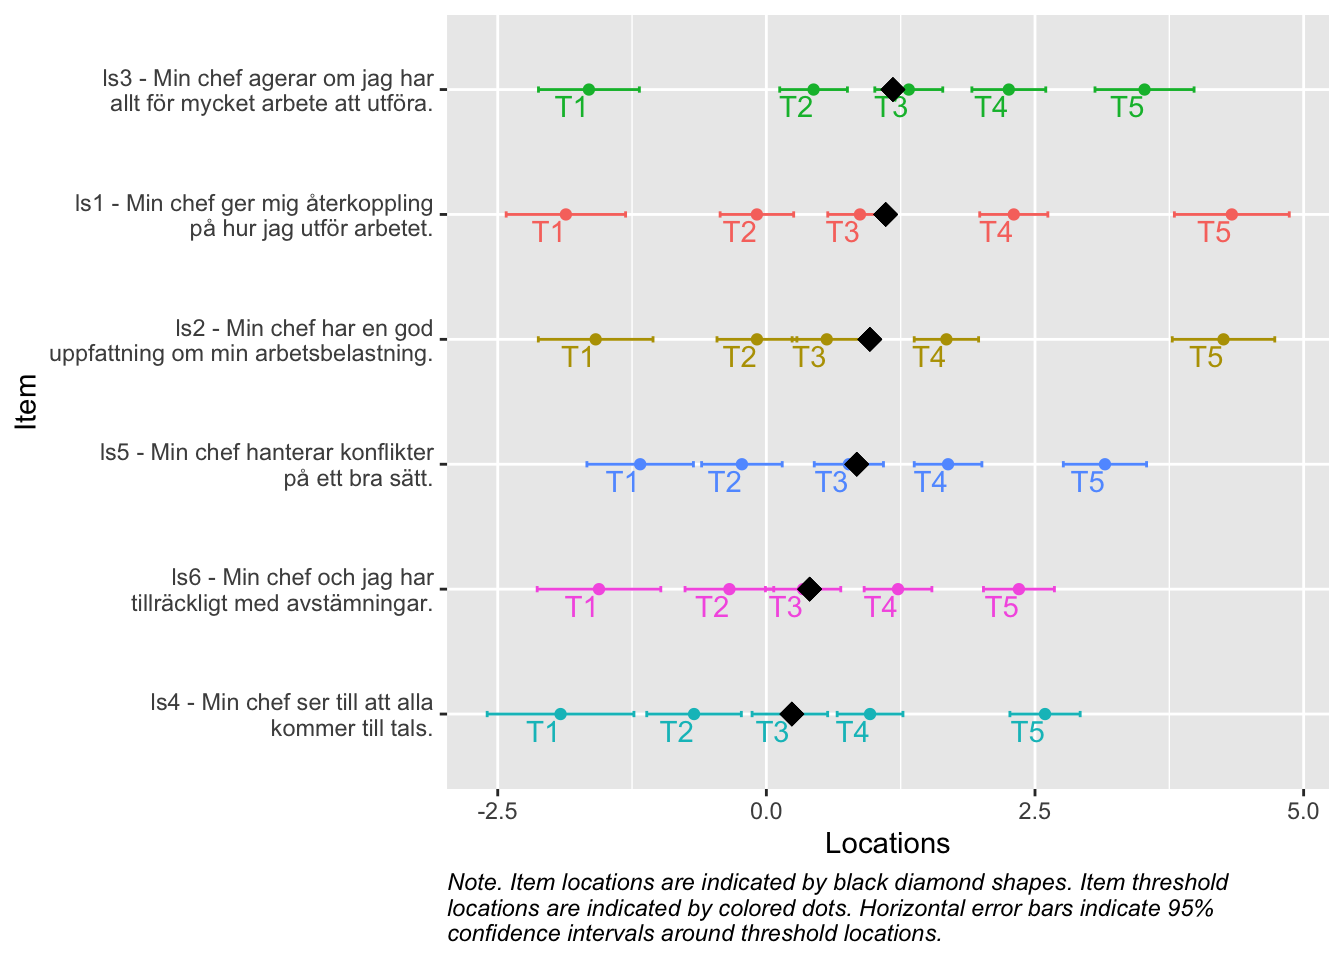 ls3 - Min chef agerar om jag har
allt för mycket arbete att utföra.
T1 T2 T3 T4 T5
ls1 - Min chef ger mig återkoppling
på hur jag utför arbetet.
T1 T2 T3 T4 T5
ls2 - Min chef har en god
uppfattning om min arbetsbelastning.
T1 T2 T3 T4 T5
ls5 - Min chef hanterar konflikter
på ett bra sätt.
T1 T2 T3 T4 T5
ls6 - Min chef och jag har
tillräckligt med avstämningar.
T1 T2 T3 T4 T5
ls4 - Min chef ser till att alla
kommer till tals.
T1 T2 T3 T4 T5
Item
-2.5 0.0 2.5 5.0
Locations
Note. Item locations are indicated by black diamond shapes. Item threshold
locations are indicated by colored dots. Horizontal error bars indicate 95%
confidence intervals around threshold locations.